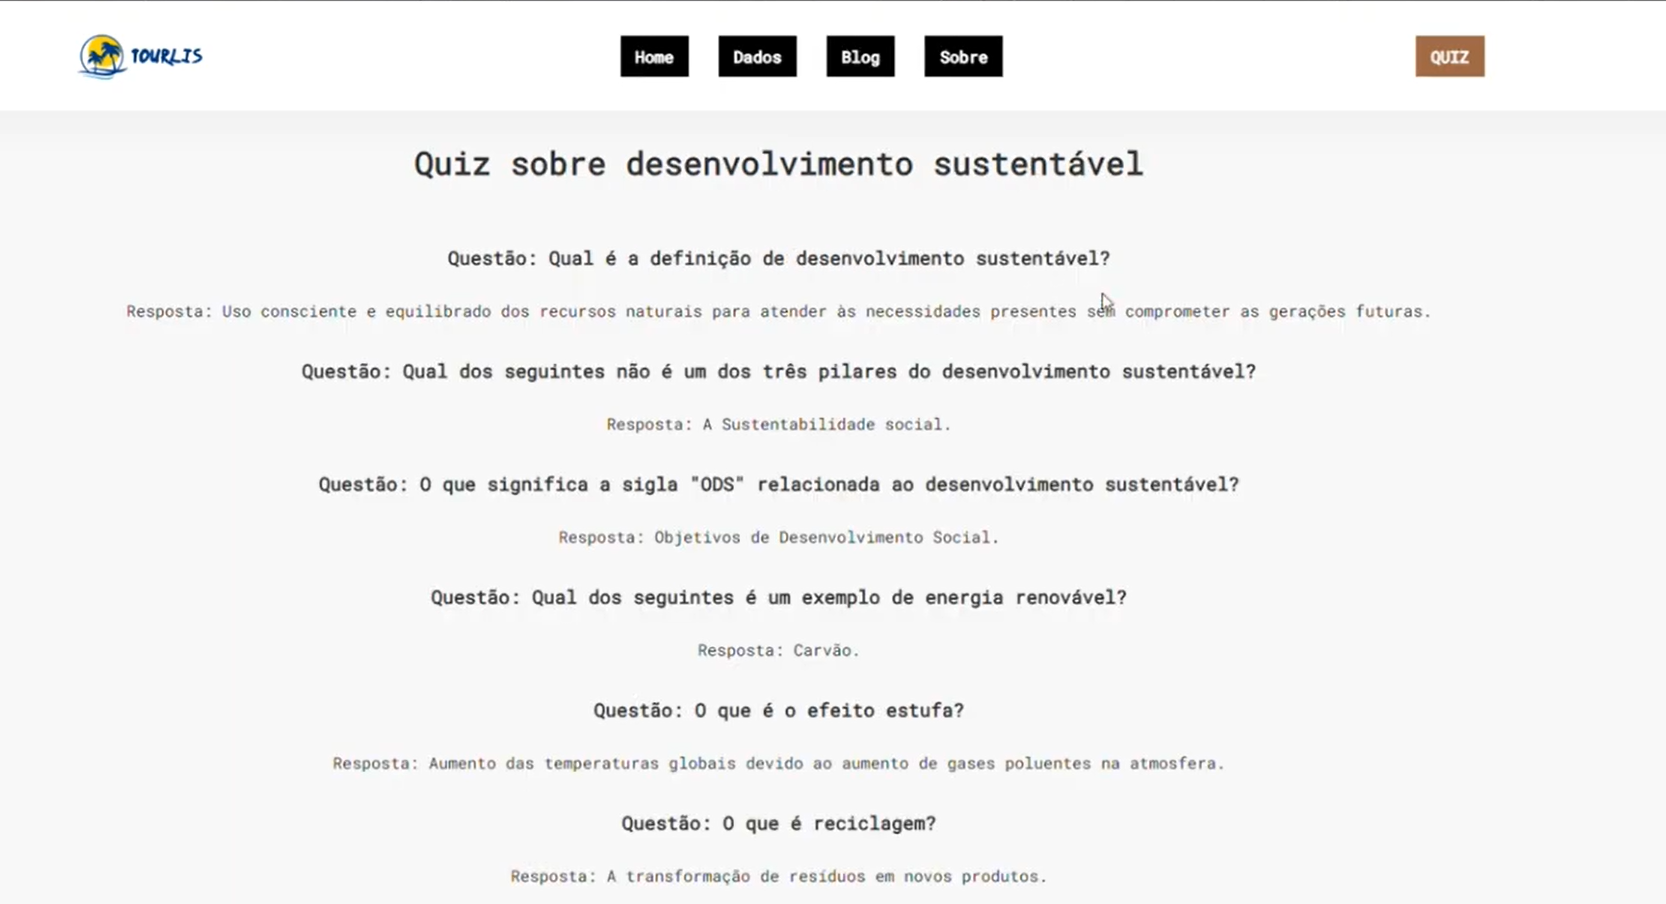 TOURLIS
Home Dados Blog Sobre QUIZ
Quiz sobre desenvolvimento sustentável
Questão: Qual é a definição de desenvolvimento sustentável?
Resposta: Uso consciente e equilibrado dos recursos naturais para atender às necessidades presentes sem comprometer as gerações futuras.
Questão: Qual dos seguintes não é um dos três pilares do desenvolvimento sustentável?
Resposta: A Sustentabilidade social.
Questão: O que significa a sigla "ODS" relacionada ao desenvolvimento sustentável?
Resposta: Objetivos de Desenvolvimento Social.
Questão: Qual dos seguintes é um exemplo de energia renovável?
Resposta: Carvão.
Questão: O que é o efeito estufa?
Resposta: Aumento das temperaturas globais devido ao aumento de gases poluentes na atmosfera.
Questão: O que é reciclagem?
Resposta: A transformação de resíduos em novos produtos.